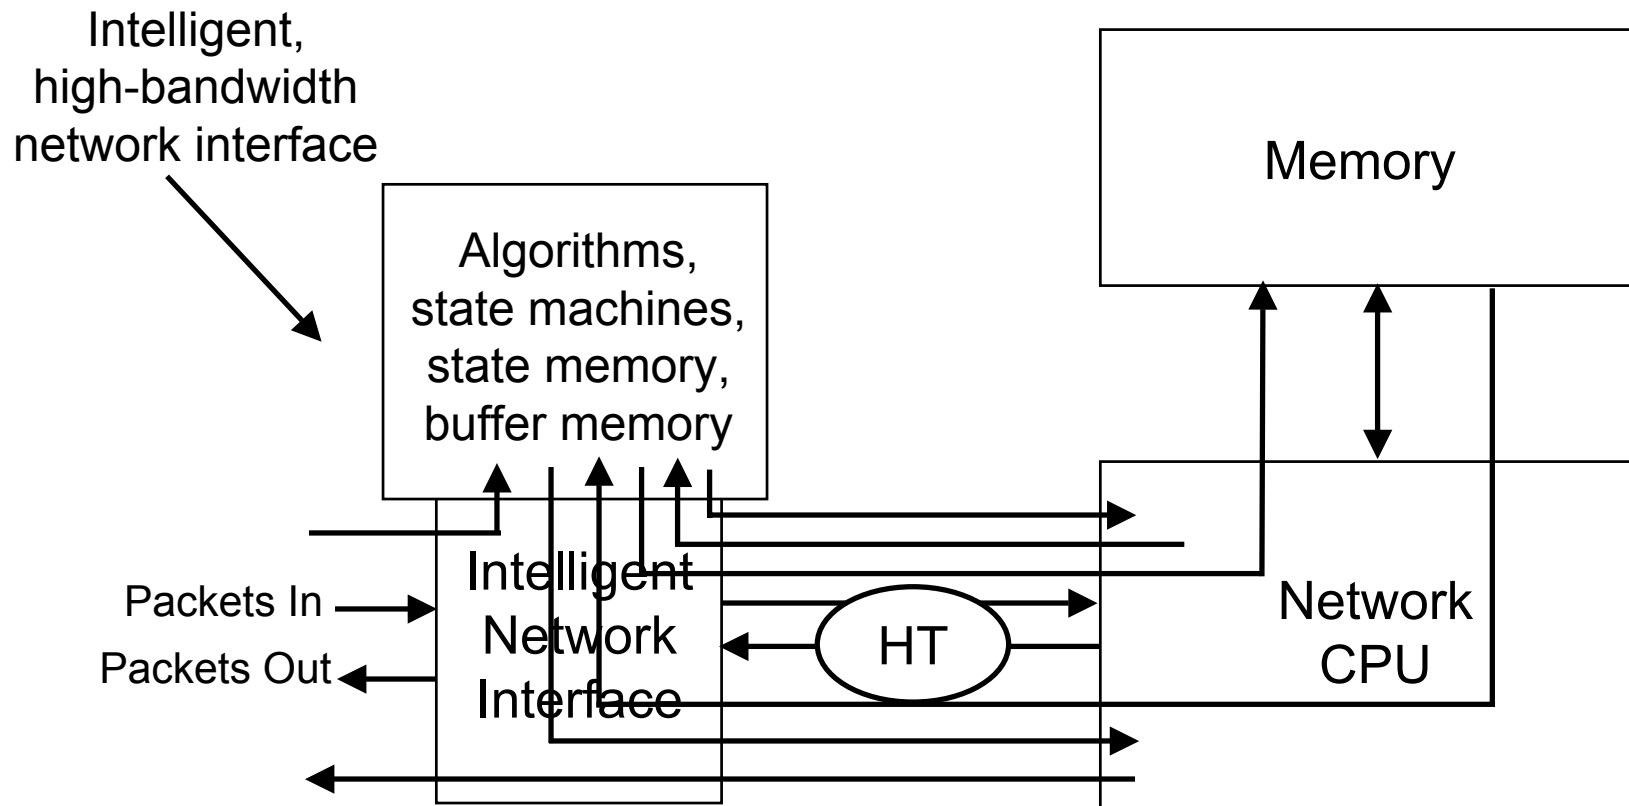 Intelligent,
high-bandwidth
network interface
Memory
Algorithms,
state machines,
state memory,
buffer memory
Intelligent
Network
Interface
Packets In
Packets Out
HT
Network
CPU